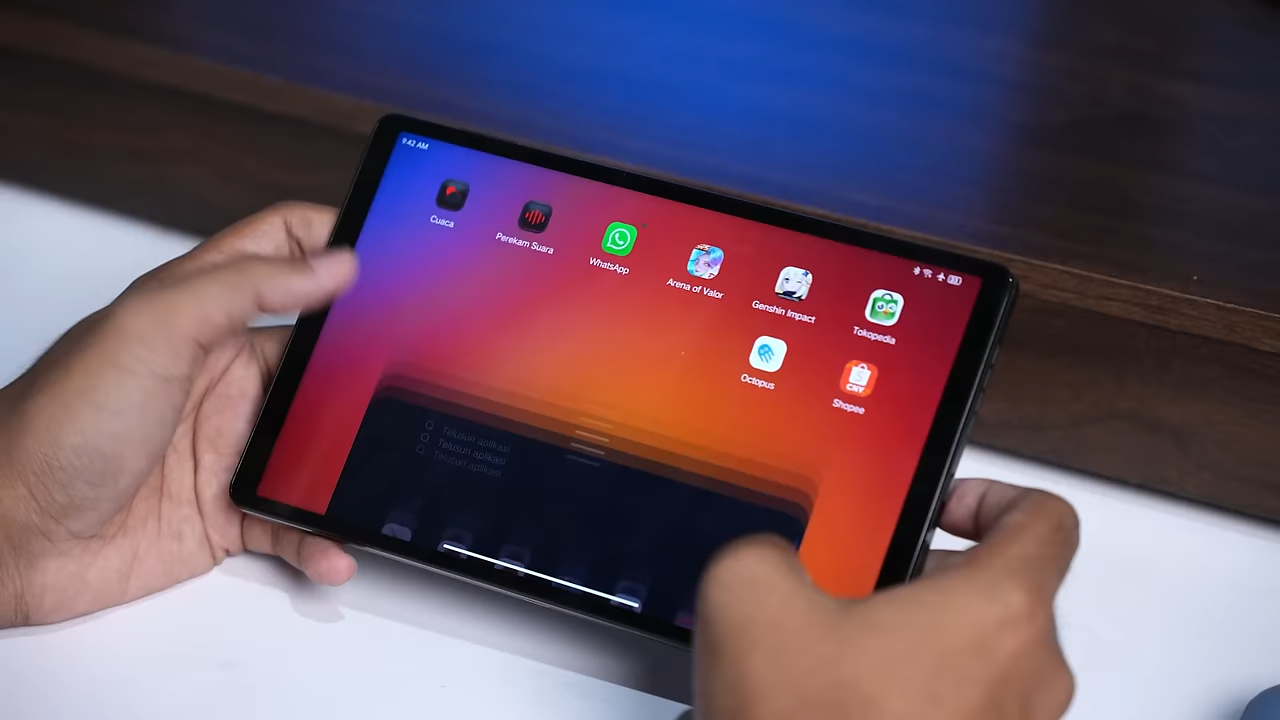 9:42 AM
Cuaca
Perekam Suara
WhatsApp
Arena of Valor
Genshin Impact
Tokopedia
Octopus
S
CNY
Shopee
Telusuri aplikasi
Telusuri aplikasi
Telusuri aplikasi